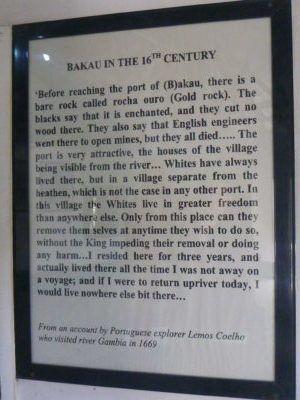 BAKAU IN THE 16TH CENTURY
'Before reaching the port of (B)akau, there is a
bare rock called rocha ouro (Gold rock). The
blacks say that it is enchanted, and they cut no
wood there. They also say that English engineers
went there to open mines, but they all died..... The
port is very attractive, the houses of the village
being visible from the river... Whites have always
lived there, but in a village separate from the
heathen, which is not the case in any other port. In
this village the Whites live in greater freedom
than anywhere else. Only from this place can they
remove them selves at anytime they wish to do so,
without the King impeding their removal or doing
any harm...I resided here for three years, and
actually lived there all the time I was not away on
a voyage; and if I were to return upriver today, I
would live nowhere else bit there...
From an account by Portuguese explorer Lemos Coelho
who visited river Gambia in 1669